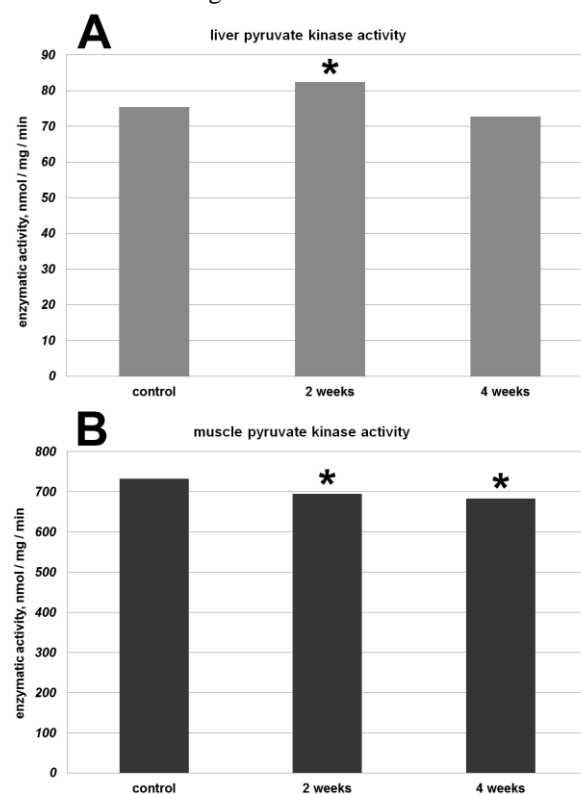 A
liver pyruvate kinase activity
enzymatic activity, nmol / mg / min
90
80
70
60
50
40
30
20
10
0
*
control 2 weeks 4 weeks
B
muscle pyruvate kinase activity
enzymatic activity, nmol / mg / min
800
700
600
500
400
300
200
100
0
* *
control 2 weeks 4 weeks